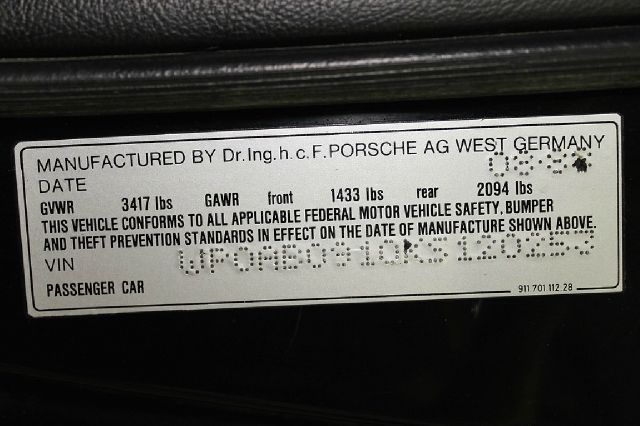 MANUFACTURED BY Dr.Ing.h.c.F.PORSCHE AG WEST GERMANY
DATE
GVWR 3417 lbs GAWR front 1433 lbs rear 2094 lbs
THIS VEHICLE CONFORMS TO ALL APPLICABLE FEDERAL MOTOR VEHICLE SAFETY, BUMPER
AND THEFT PREVENTION STANDARDS IN EFFECT ON THE DATE OF MANUFACTURE SHOWN ABOVE.
VIN WP0AB0910KS120253
PASSENGER CAR 911 701 112 28